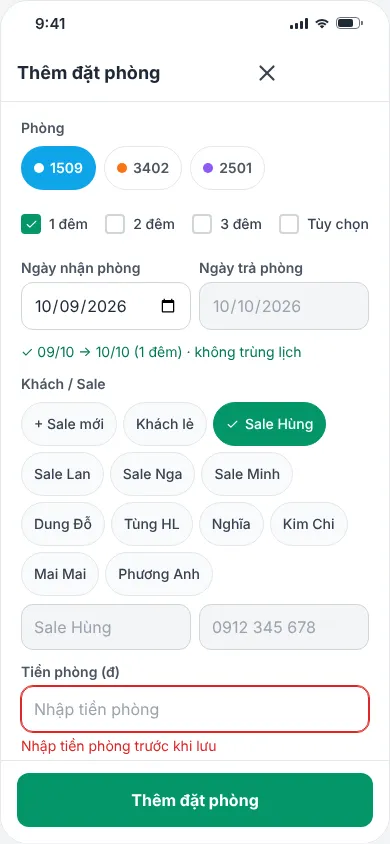 9:41
Thêm đặt phòng
Phòng
1509 3402 2501
1 đêm 2 đêm 3 đêm Tùy chọn
Ngày nhận phòng Ngày trả phòng
10/09/2026 10/10/2026
✓ 09/10 → 10/10 (1 đêm) · không trùng lịch
Khách / Sale
+ Sale mới Khách lẻ ✓ Sale Hùng
Sale Lan Sale Nga Sale Minh
Dung Đỗ Tùng HL Nghĩa Kim Chi
Mai Mai Phương Anh
Sale Hùng 0912 345 678
Tiền phòng (đ)
Nhập tiền phòng
Nhập tiền phòng trước khi lưu
Thêm đặt phòng